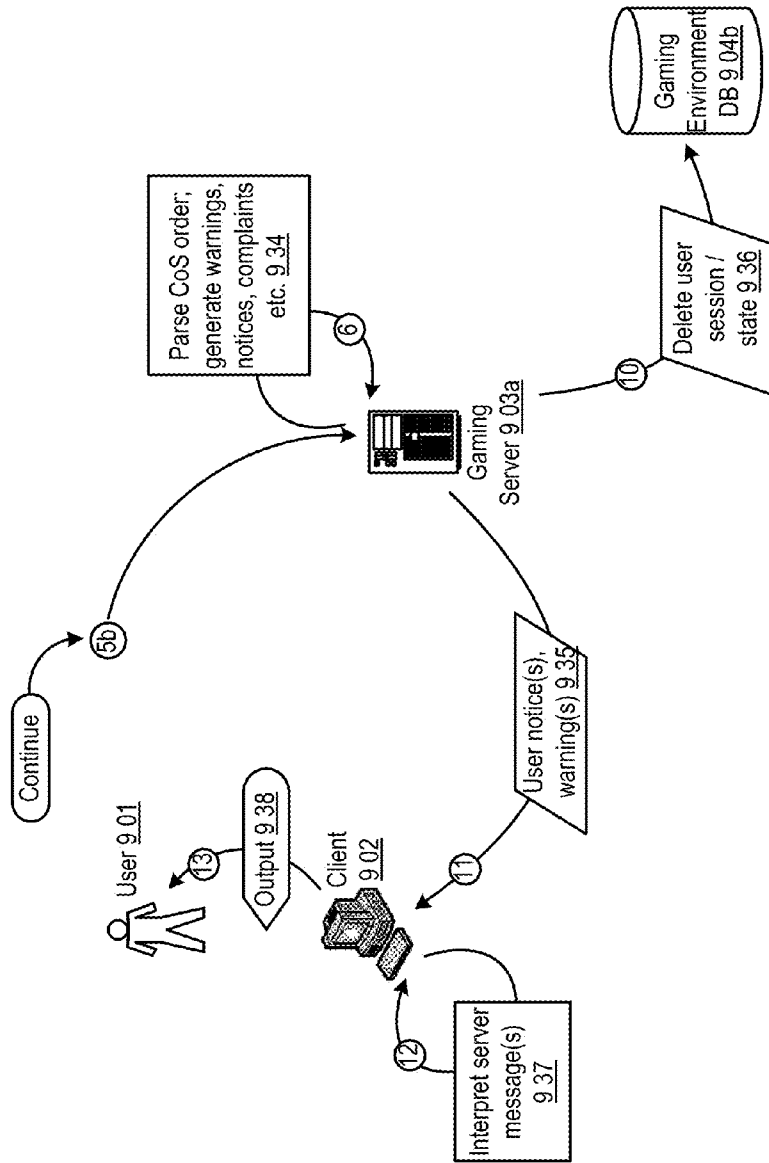 Continue
5b
User 9.01
13
Output 9.38
Client
9.02
12
Interpret server
message(s)
9.37
11
User notice(s),
warning(s) 9.35
Parse CoS order;
generate warnings,
notices, complaints
etc. 9.34
6
Gaming
Server 9.03a
10
Delete user
session /
state 9.36
Gaming
Environment
DB 9.04b